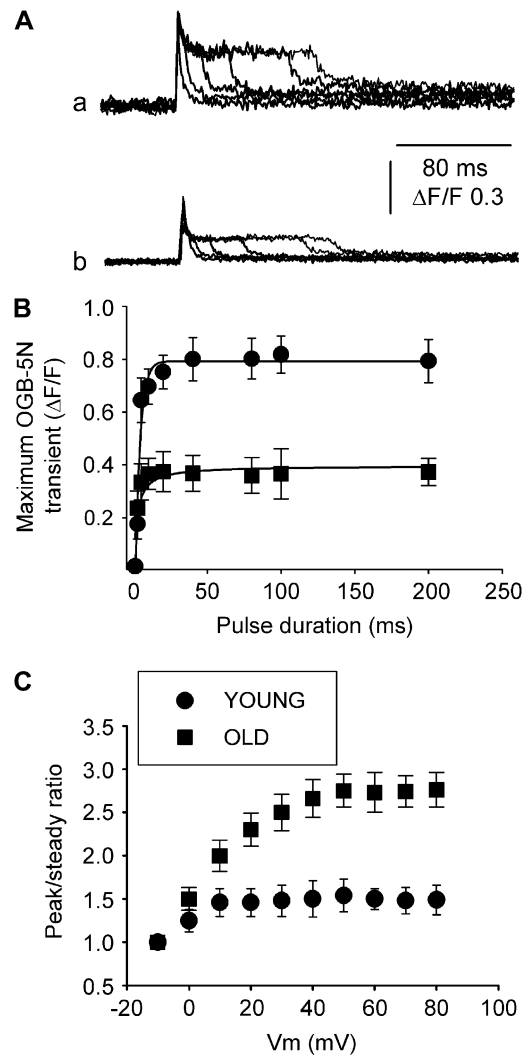 A
a
80 ms
ΔF/F 0.3
b
B
Maximum OGB-5N
transient (ΔF/F)
1.0
0.8
0.6
0.4
0.2
0 50 100 150 200 250
Pulse duration (ms)
C
YOUNG
OLD
Peak/steady ratio
3.5
3.0
2.5
2.0
1.5
1.0
0.5
-20 0 20 40 60 80 100
Vm (mV)